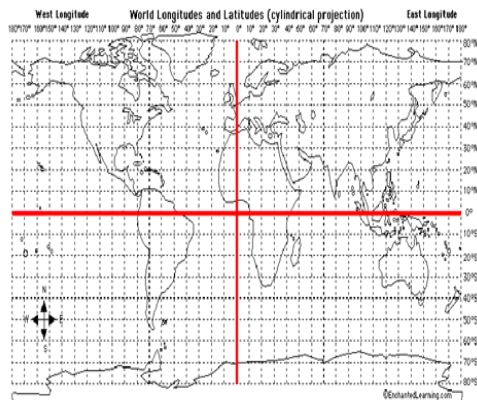 West Longitude World Longitudes and Latitudes (cylindrical projection) East Longitude
180°170° 160°150° 140° 130° 120° 110° 100° 90° 80° 70° 60° 50° 40° 30° 20° 10° 0 10° 20° 30° 40° 50° 60° 70° 80° 90° 100° 110° 120° 130° 140° 150° 160° 170° 180°
80°N
70°N
60°N
50°N
40°N
30°N
20°N
10°N
0°
10°S
20°S
30°S
N
40°S
W E
50°S
S
60°S
70°S
80°S
©EnchantedLearning.com